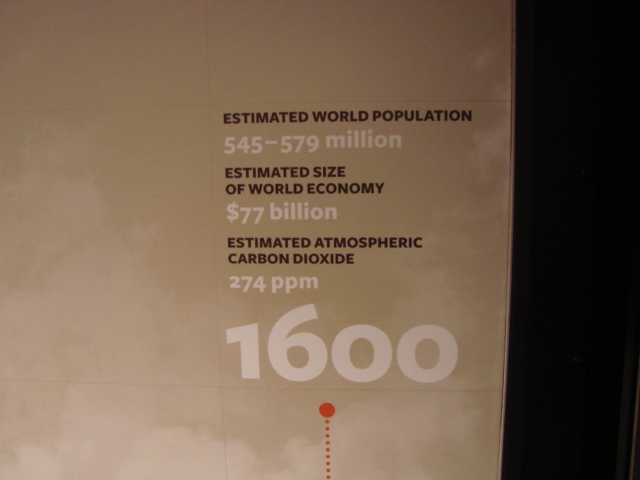 ESTIMATED WORLD POPULATION
545–579 million
ESTIMATED SIZE
OF WORLD ECONOMY
$77 billion
ESTIMATED ATMOSPHERIC
CARBON DIOXIDE
274 ppm
1600